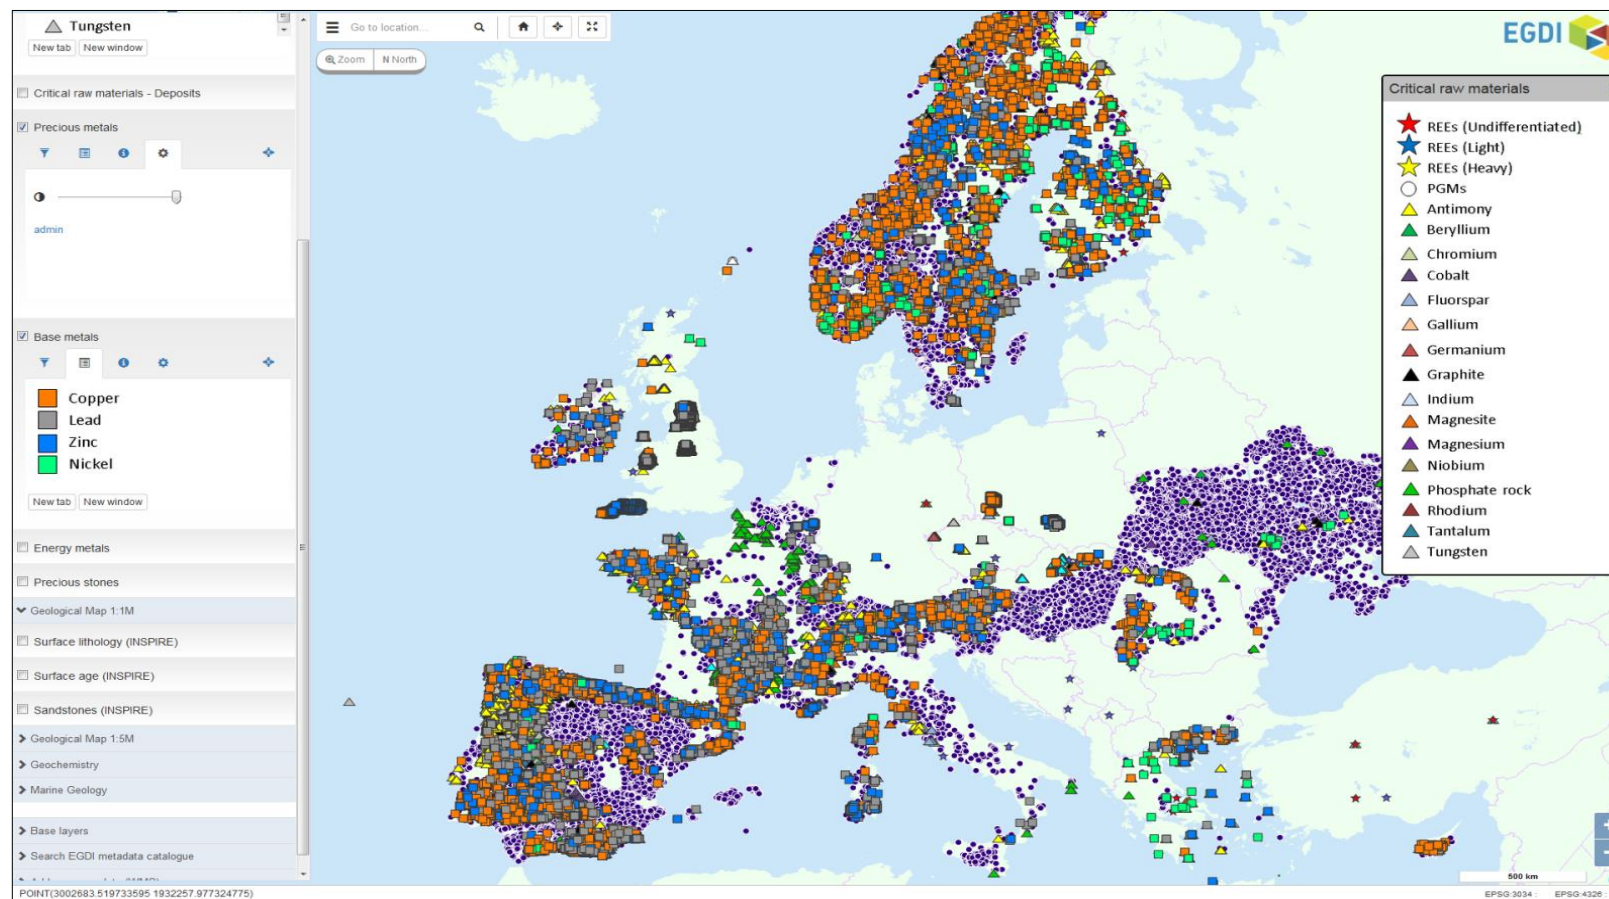 Tungsten
New tab New window
Critical raw materials - Deposits
Precious metals
admin
Base metals
Copper
Lead
Zinc
Nickel
New tab New window
Energy metals
Precious stones
Geological Map 1:1M
Surface lithology (INSPIRE)
Surface age (INSPIRE)
Sandstones (INSPIRE)
Geological Map 1:5M
Geochemistry
Marine Geology
Base layers
Search EGDI metadata catalogue
POINT(3002683.519733595 1932257.977324775)
Go to location...
Zoom N North
EGDI
Critical raw materials
REEs (Undifferentiated)
REEs (Light)
REEs (Heavy)
PGMs
Antimony
Beryllium
Chromium
Cobalt
Fluorspar
Gallium
Germanium
Graphite
Indium
Magnesite
Magnesium
Niobium
Phosphate rock
Rhodium
Tantalum
Tungsten
500 km
EPSG:3034 : EPSG:4326 :